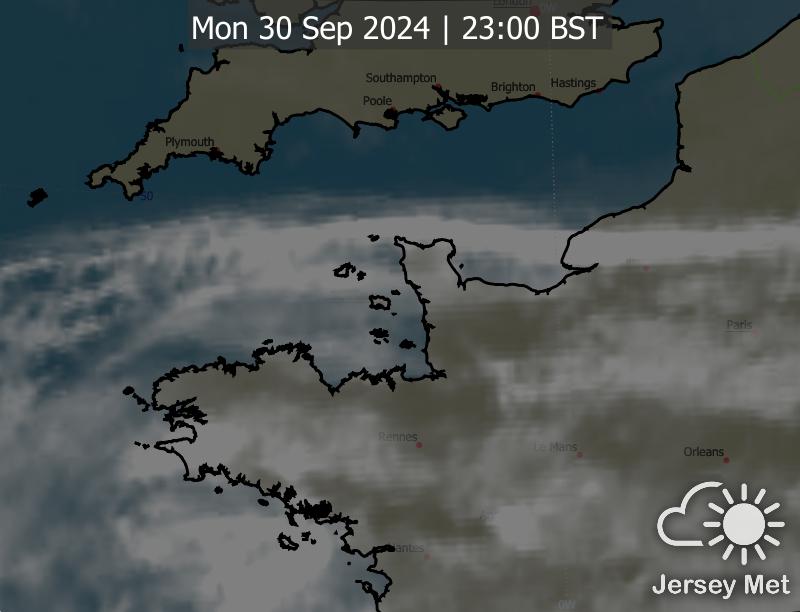 London
Mon 30 Sep 2024 | 23:00 BST
Southampton
Brighton
Hastings
Poole
Plymouth
50
Paris
Rennes
Le Mans
Orleans
Nantes
0W
Jersey Met